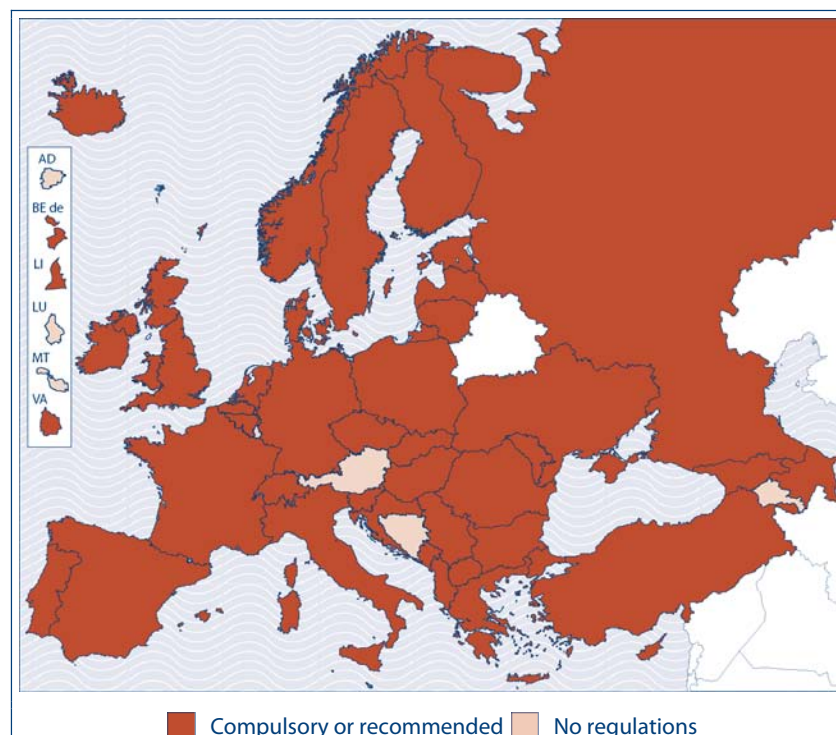 AD
BE de
LI
LU
MT
VA
Compulsory or recommended No regulations